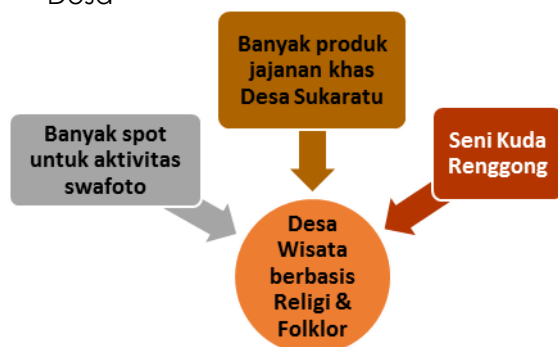 Banyak produk
jajanan khas
Desa Sukaratu
Banyak spot
untuk aktivitas
swafoto
Seni Kuda
Renggong
Desa
Wisata
berbasis
Religi &
Folklor